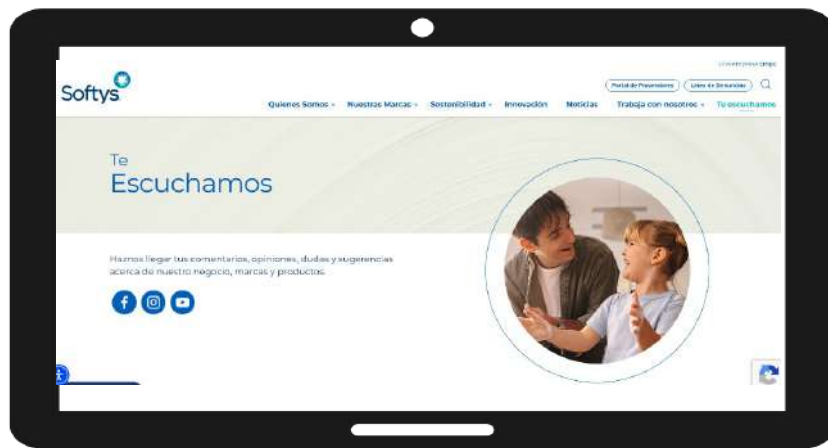 Softys
Portal de Proveedores
Línea de Denuncias
Quienes Somos
Nuestras Marcas
Sostenibilidad
Innovación
Noticias
Trabaja con nosotros
Te escuchamos
Te
Escuchamos
Haznos llegar tus comentarios, opiniones, dudas y sugerencias
acerca de nuestro negocio, marcas y productos.